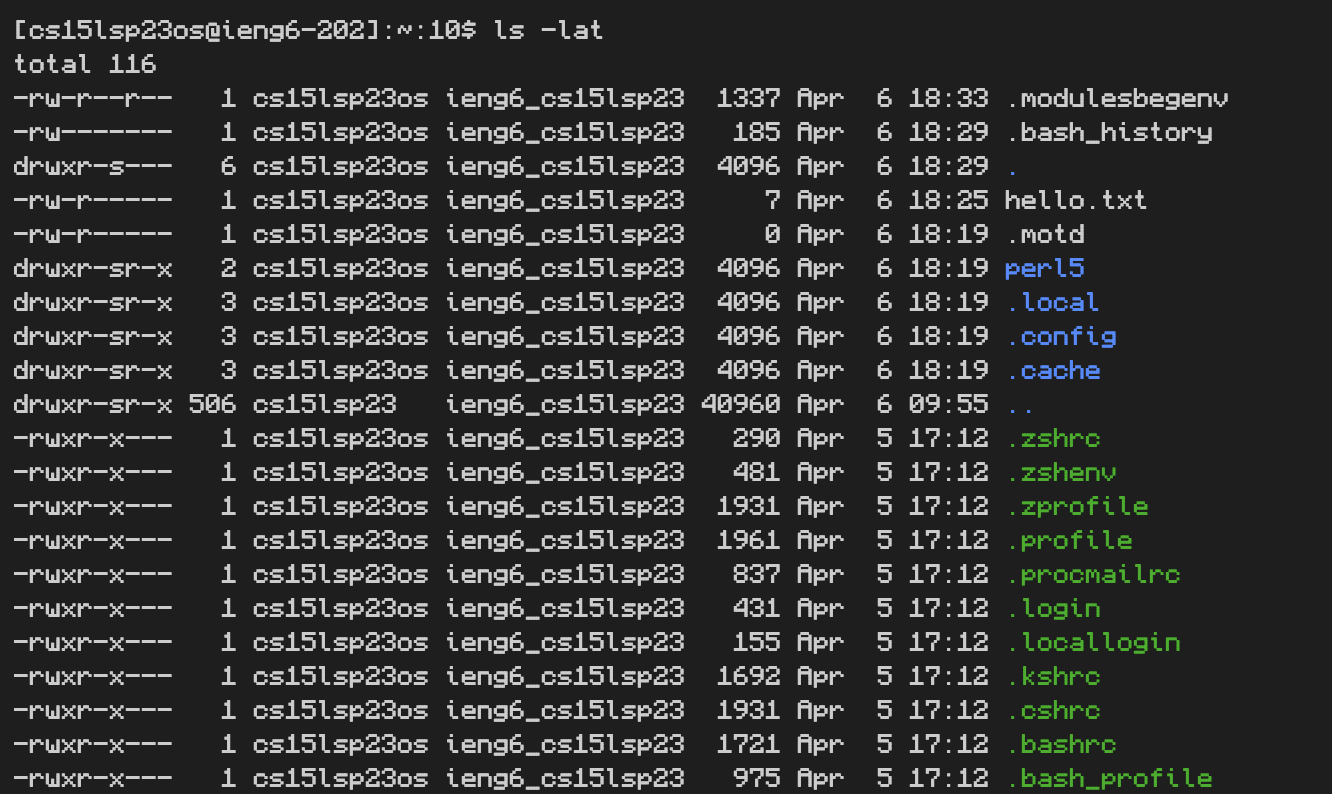 [cs15lsp23os@ieng6-202]:~:10$ ls -lat
total 116
-rw-r--r--   1 cs15lsp23os ieng6_cs15lsp23  1337 Apr  6 18:33 .modulesbegenv
-rw-------   1 cs15lsp23os ieng6_cs15lsp23   185 Apr  6 18:29 .bash_history
drwxr-s---   6 cs15lsp23os ieng6_cs15lsp23  4096 Apr  6 18:29 .
-rw-r-----   1 cs15lsp23os ieng6_cs15lsp23     7 Apr  6 18:25 hello.txt
-rw-r-----   1 cs15lsp23os ieng6_cs15lsp23     0 Apr  6 18:19 .motd
drwxr-sr-x   2 cs15lsp23os ieng6_cs15lsp23  4096 Apr  6 18:19 perl5
drwxr-sr-x   3 cs15lsp23os ieng6_cs15lsp23  4096 Apr  6 18:19 .local
drwxr-sr-x   3 cs15lsp23os ieng6_cs15lsp23  4096 Apr  6 18:19 .config
drwxr-sr-x   3 cs15lsp23os ieng6_cs15lsp23  4096 Apr  6 18:19 .cache
drwxr-sr-x 506 cs15lsp23   ieng6_cs15lsp23 40960 Apr  6 09:55 ..
-rwxr-x---   1 cs15lsp23os ieng6_cs15lsp23   290 Apr  5 17:12 .zshrc
-rwxr-x---   1 cs15lsp23os ieng6_cs15lsp23   481 Apr  5 17:12 .zshenv
-rwxr-x---   1 cs15lsp23os ieng6_cs15lsp23  1931 Apr  5 17:12 .zprofile
-rwxr-x---   1 cs15lsp23os ieng6_cs15lsp23  1961 Apr  5 17:12 .profile
-rwxr-x---   1 cs15lsp23os ieng6_cs15lsp23   837 Apr  5 17:12 .procmailrc
-rwxr-x---   1 cs15lsp23os ieng6_cs15lsp23   431 Apr  5 17:12 .login
-rwxr-x---   1 cs15lsp23os ieng6_cs15lsp23   155 Apr  5 17:12 .locallogin
-rwxr-x---   1 cs15lsp23os ieng6_cs15lsp23  1692 Apr  5 17:12 .kshrc
-rwxr-x---   1 cs15lsp23os ieng6_cs15lsp23  1931 Apr  5 17:12 .cshrc
-rwxr-x---   1 cs15lsp23os ieng6_cs15lsp23  1721 Apr  5 17:12 .bashrc
-rwxr-x---   1 cs15lsp23os ieng6_cs15lsp23   975 Apr  5 17:12 .bash_profile